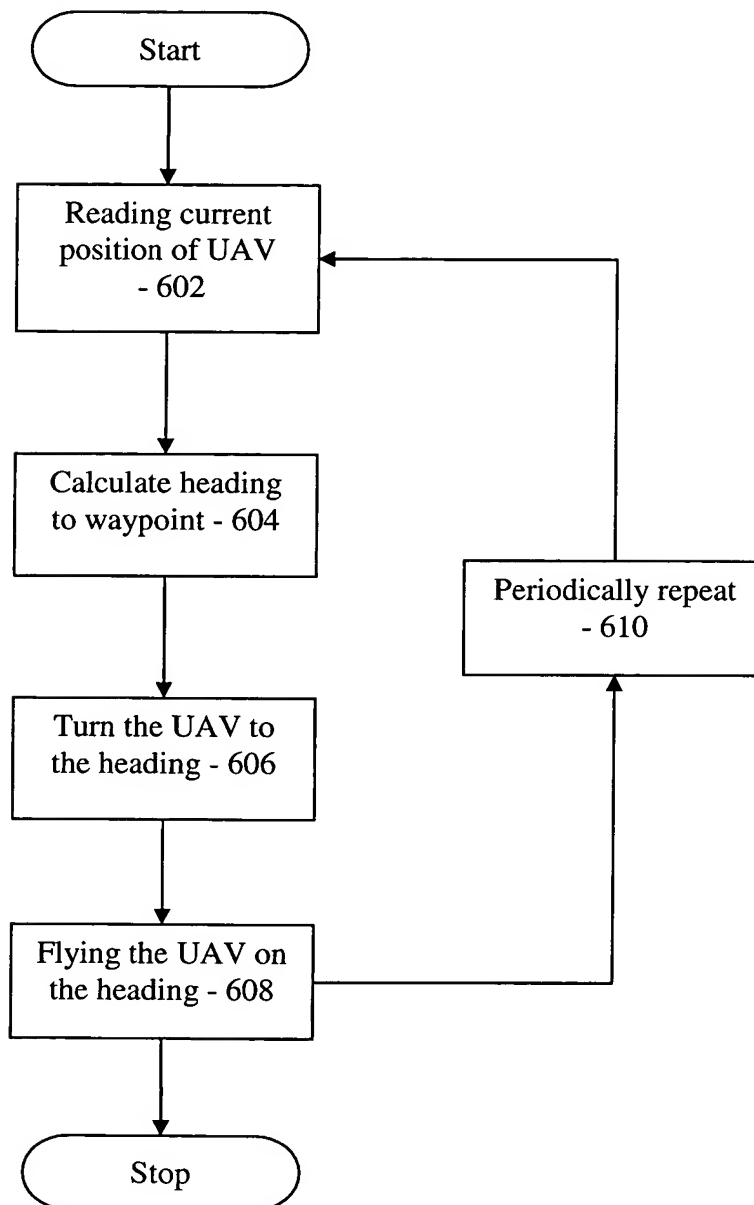 Start
Reading current
position of UAV
- 602
Calculate heading
to waypoint - 604
Periodically repeat
- 610
Turn the UAV to
the heading - 606
Flying the UAV on
the heading - 608
Stop